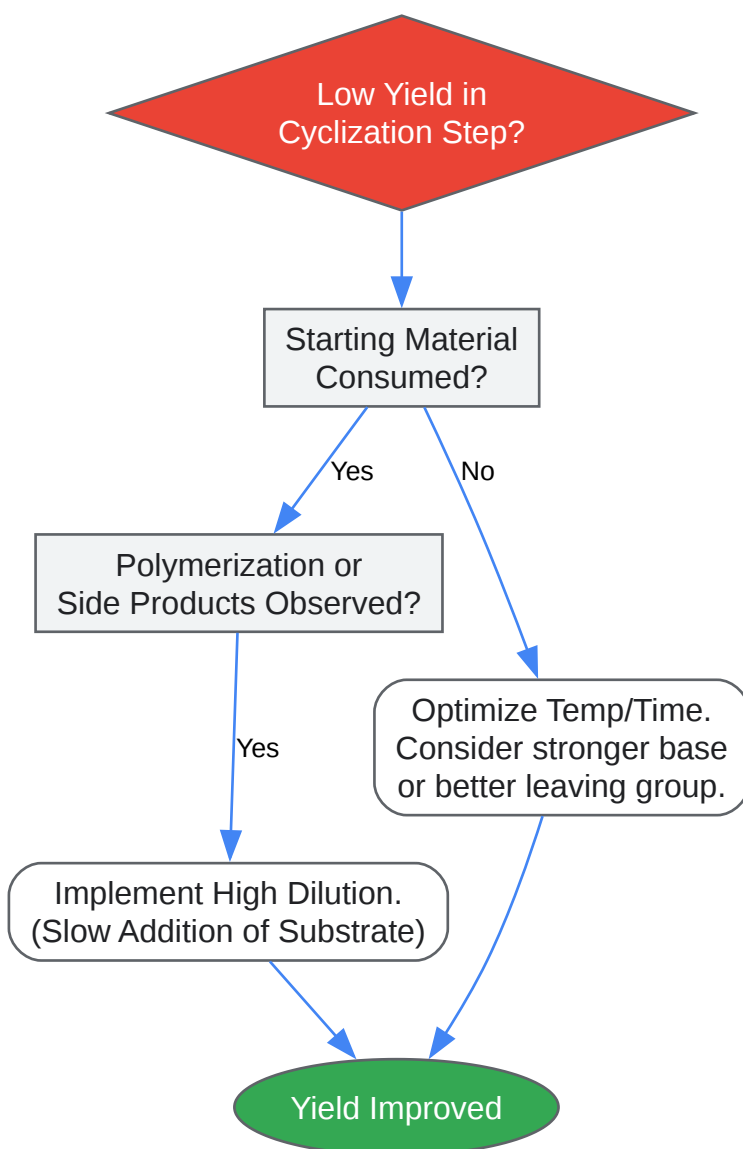 Low Yield in
Cyclization Step?
Starting Material
Consumed?
Yes
No
Polymerization or
Side Products Observed?
Optimize Temp/Time.
Consider stronger base
or better leaving group.
Yes
Implement High Dilution.
(Slow Addition of Substrate)
Yield Improved